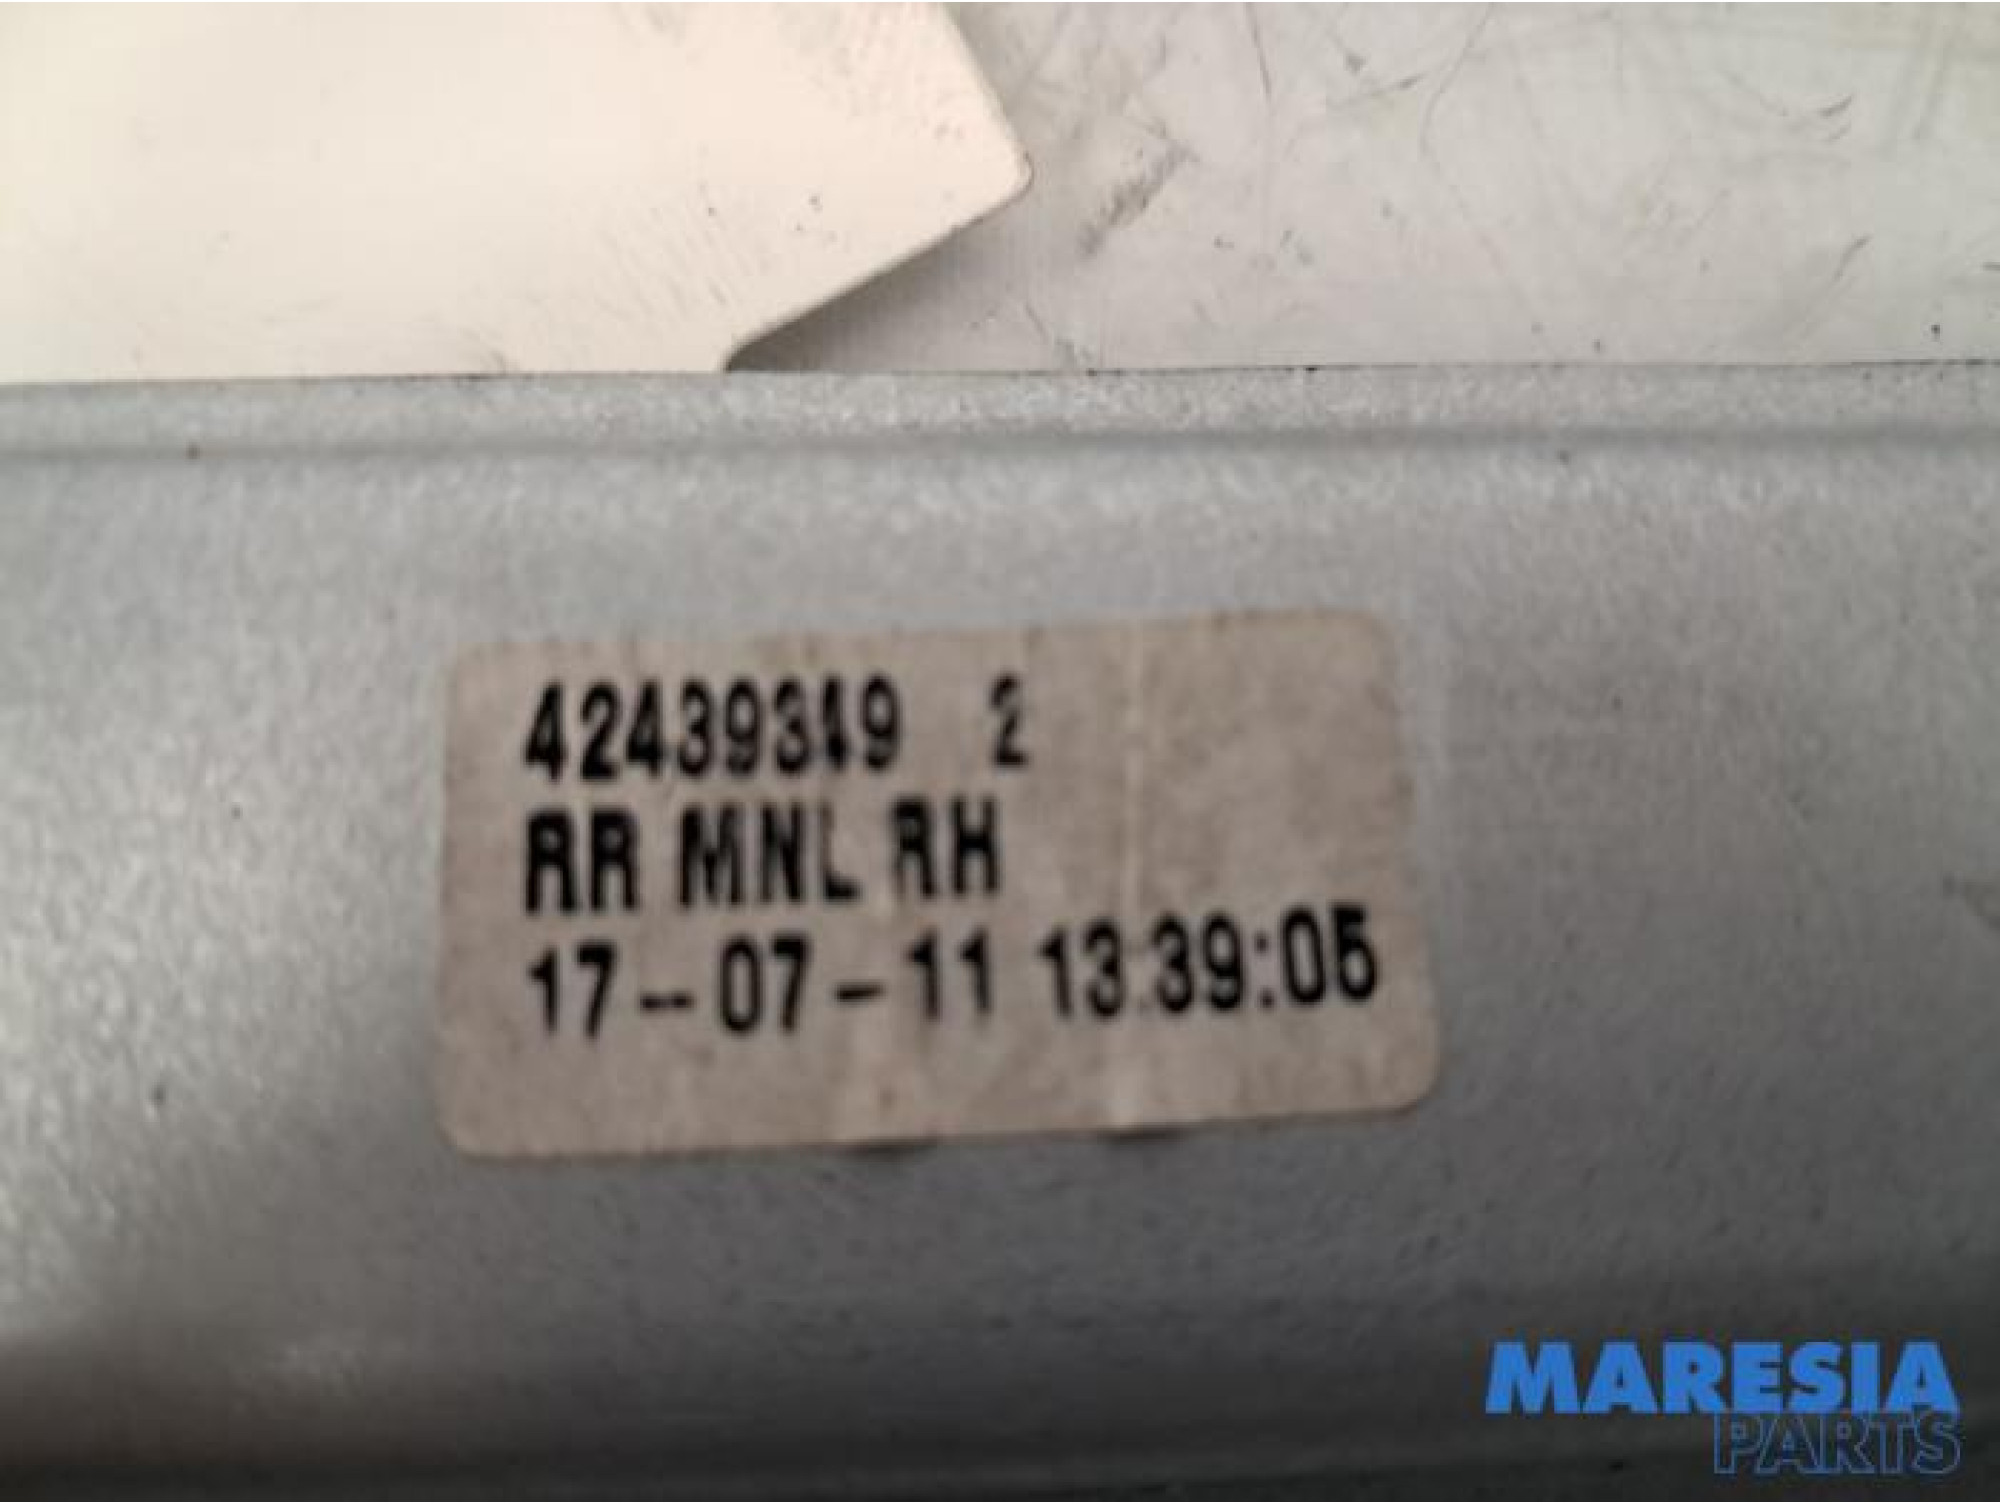 42439349 2
RR MNL RH
17-07-11 13:39:05
MARESIA
PARTS